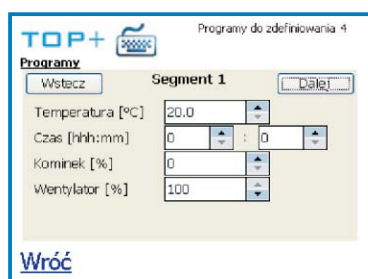 TOP+
Programy do zdefiniowania 4
Programy
Wstecz
Segment 1
Dalej
Temperatura [ºC] 20.0
Czas [hhh:mm] 0 : 0
Kominek [%] 0
Wentylator [%] 100
Wróć